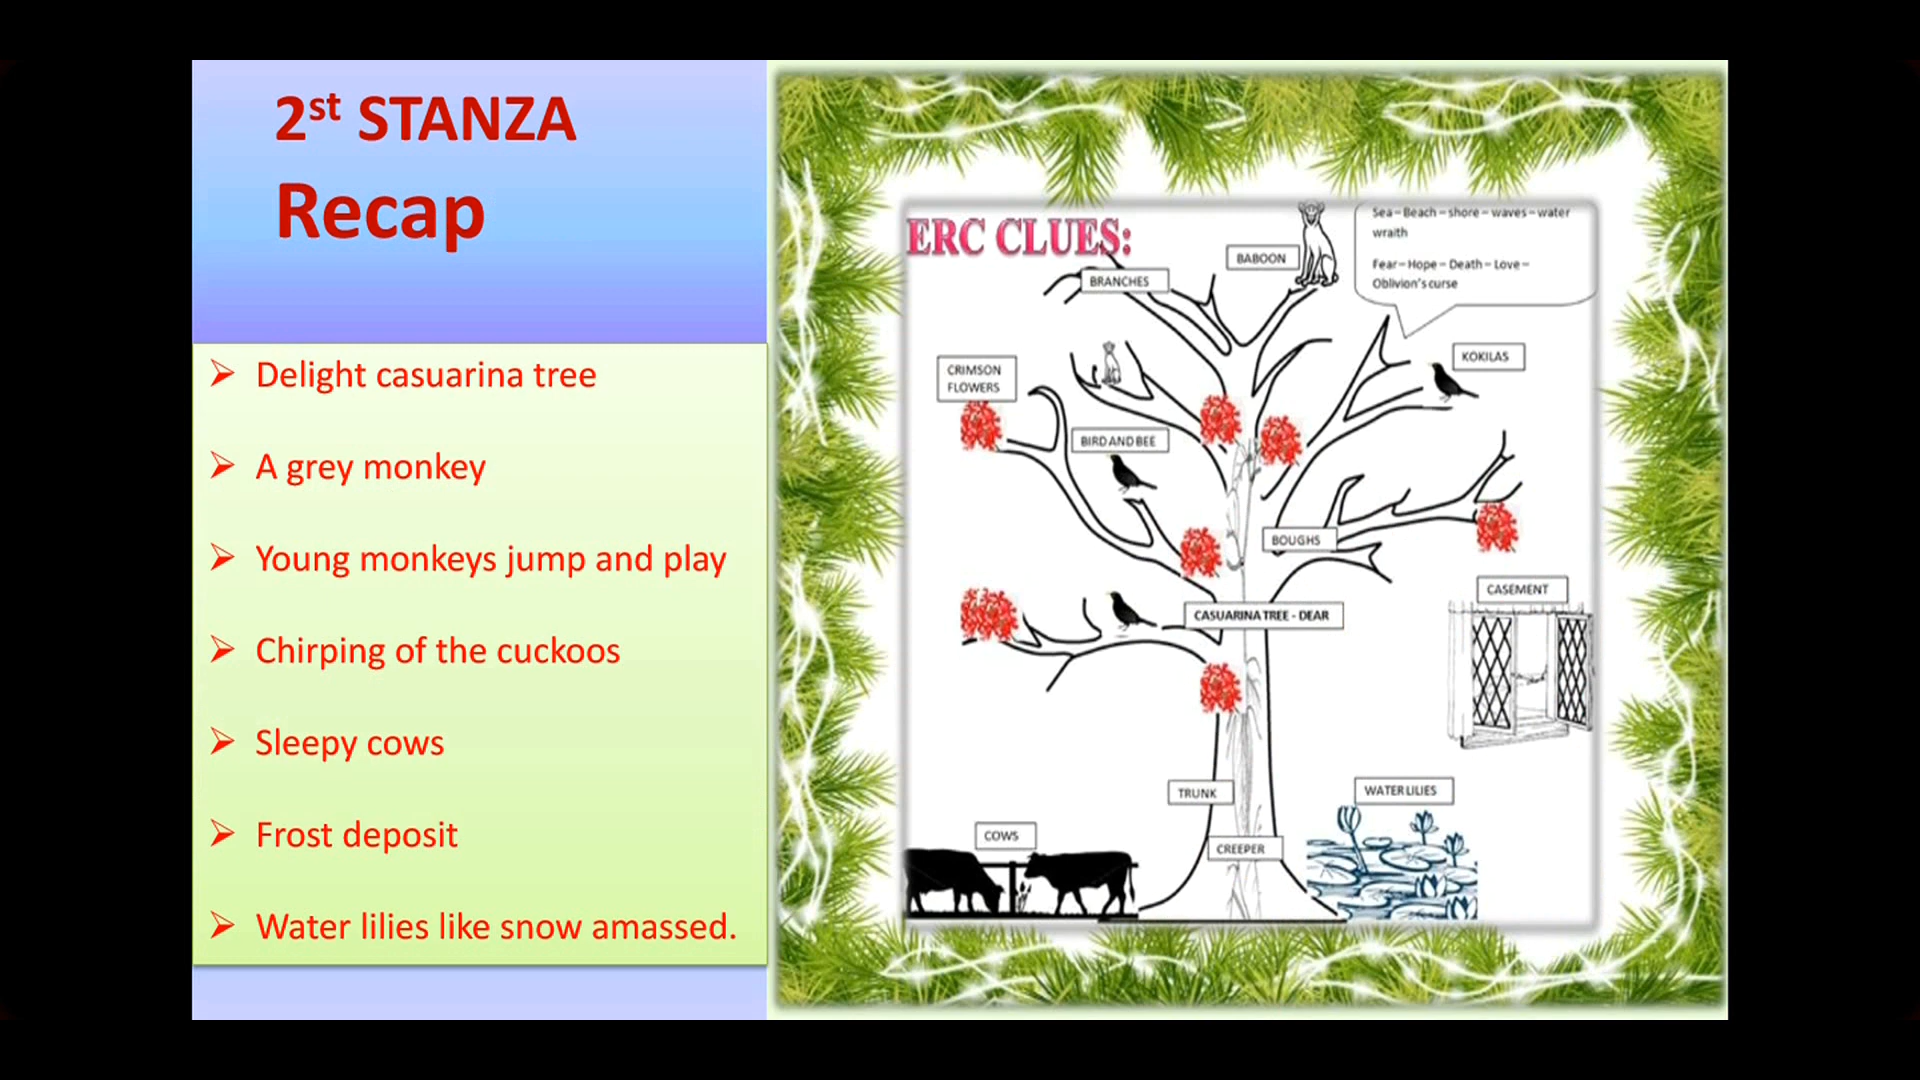 2st STANZA
Recap
Delight casuarina tree
A grey monkey
Young monkeys jump and play
Chirping of the cuckoos
Sleepy cows
Frost deposit
Water lilies like snow amassed.
ERC CLUES:
BRANCHES
BABOON
Sea – Beach – shore – waves – water
wraith
Fear – Hope – Death – Love –
Oblivion's curse
KOKILAS
CRIMSON
FLOWERS
BIRD AND BEE
BOUGHS
CASEMENT
CASUARINA TREE - DEAR
TRUNK
WATER LILIES
COWS
CREEPER